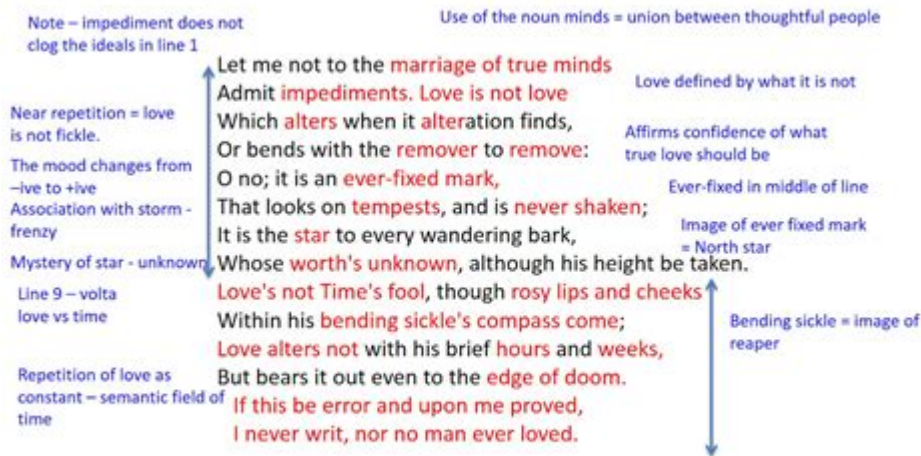 Note – impediment does not
clog the ideals in line 1
Use of the noun minds = union between thoughtful people
Let me not to the marriage of true minds
Admit impediments. Love is not love
Which alters when it alteration finds,
Or bends with the remover to remove:
O no; it is an ever-fixed mark,
That looks on tempests, and is never shaken;
It is the star to every wandering bark,
Whose worth's unknown, although his height be taken.
Love's not Time's fool, though rosy lips and cheeks
Within his bending sickle's compass come;
Love alters not with his brief hours and weeks,
But bears it out even to the edge of doom.
If this be error and upon me proved,
I never writ, nor no man ever loved.
Near repetition = love
is not fickle.
The mood changes from
–ive to +ive
Association with storm -
frenzy
Mystery of star - unknown
Line 9 – volta
love vs time
Repetition of love as
constant – semantic field of
time
Love defined by what it is not
Affirms confidence of what
true love should be
Ever-fixed in middle of line
Image of ever fixed mark
= North star
Bending sickle = image of
reaper